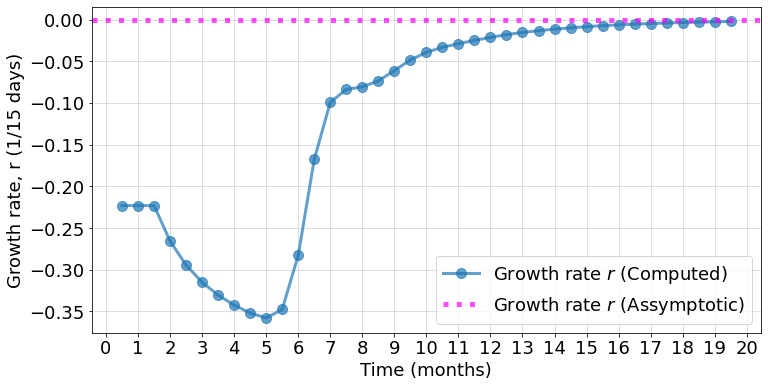 0.00
−0.05
−0.10
−0.15
−0.20
−0.25
−0.30
−0.35
Growth rate, r (1/15 days)
Growth rate r (Computed)
Growth rate r (Assymptotic)
0 1 2 3 4 5 6 7 8 9 10 11 12 13 14 15 16 17 18 19 20
Time (months)